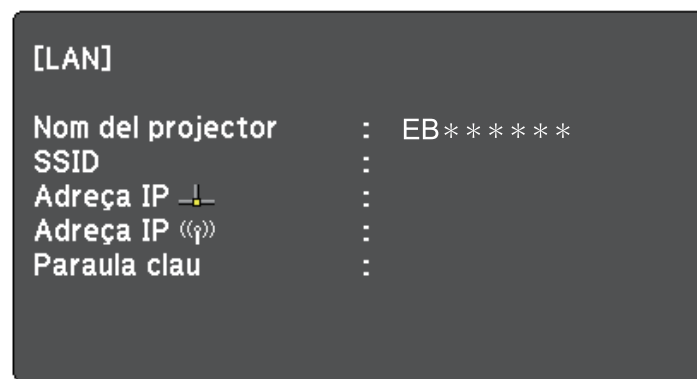 [LAN]
Nom del projector : EB******
SSID :
Adreça IP :
Adreça IP :
Paraula clau :